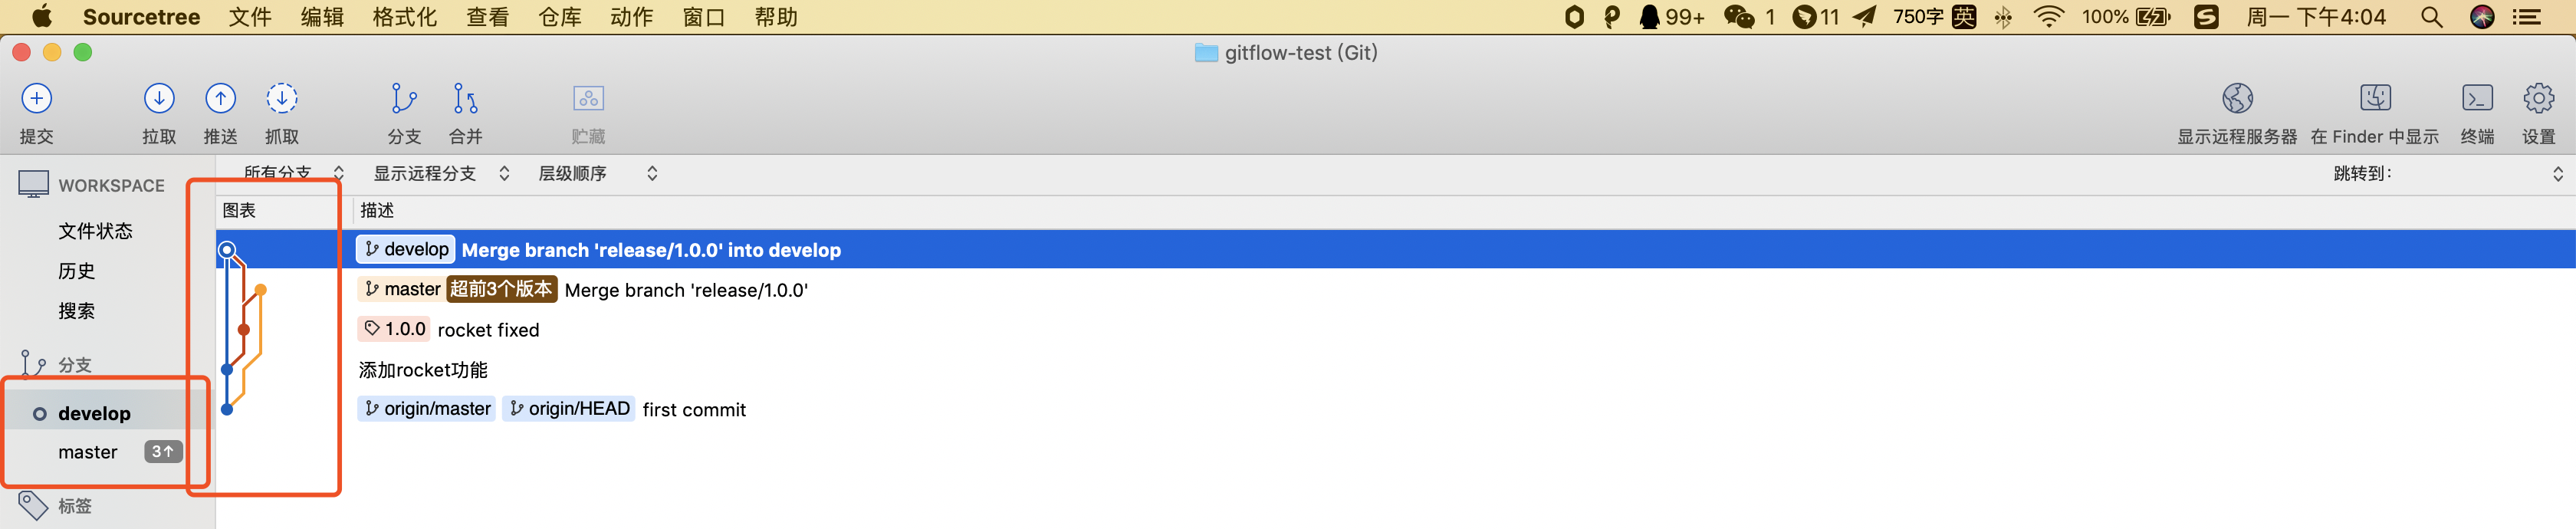 Sourcetree 文件 编辑 格式化 查看 仓库 动作 窗口 帮助 99+ 1 11 750字 英 100% 周一 下午4:04
gitflow-test (Git)
提交 拉取 推送 抓取 分支 合并 贮藏 显示远程服务器 在 Finder 中显示 终端 设置
所有分支 显示远程分支 层级顺序 跳转到:
WORKSPACE
文件状态
历史
搜索
分支
develop
master 3↑
标签
图表 描述
develop Merge branch 'release/1.0.0' into develop
master 超前3个版本 Merge branch 'release/1.0.0'
1.0.0 rocket fixed
添加rocket功能
origin/master origin/HEAD first commit